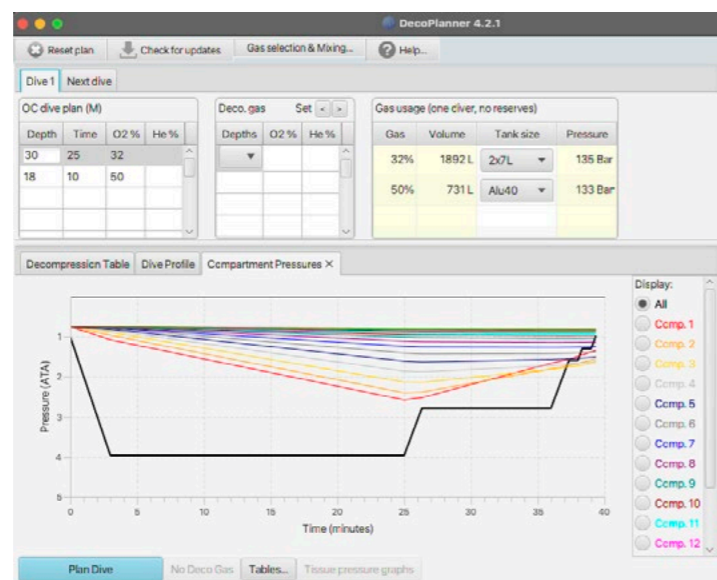 DecoPlanner 4.2.1
Reset plan Check for updates Gas selection & Mixing... Help...
Dive 1 Next dive
OC dive plan (M) Deco. gas Set < > Gas usage (one diver, no reserves)
Depth Time O2 % He % Depths O2 % He % Gas Volume Tank size Pressure
30 25 32 32% 1892 L 2x7L 135 Bar
18 10 50 50% 731 L Alu40 133 Bar
Decompression Table Dive Profile Compartment Pressures ×
Display:
All
Comp. 1
Comp. 2
Comp. 3
Comp. 4
Comp. 5
Comp. 6
Comp. 7
Comp. 8
Comp. 9
Comp. 10
Comp. 11
Comp. 12
Pressure (ATA)
1
2
3
4
5
0 5 10 15 20 25 30 35 40
Time (minutes)
Plan Dive No Deco Gas Tables... Tissue pressure graphs